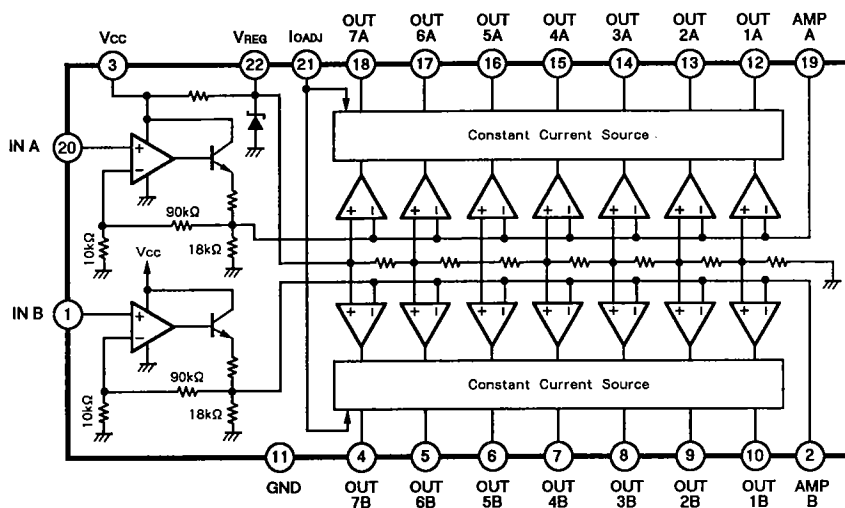 VCC VREG IOADJ OUT 7A OUT 6A OUT 5A OUT 4A OUT 3A OUT 2A OUT 1A AMP A
3 22 21 18 17 16 15 14 13 12 19
Constant Current Source
IN A 20
+ −
+ − + − + − + − + − + − + −
90kΩ
10kΩ 18kΩ
VCC
IN B 1
+ −
+ − + − + − + − + − + − + −
90kΩ
10kΩ 18kΩ
Constant Current Source
11 4 5 6 7 8 9 10 2
GND OUT 7B OUT 6B OUT 5B OUT 4B OUT 3B OUT 2B OUT 1B AMP B